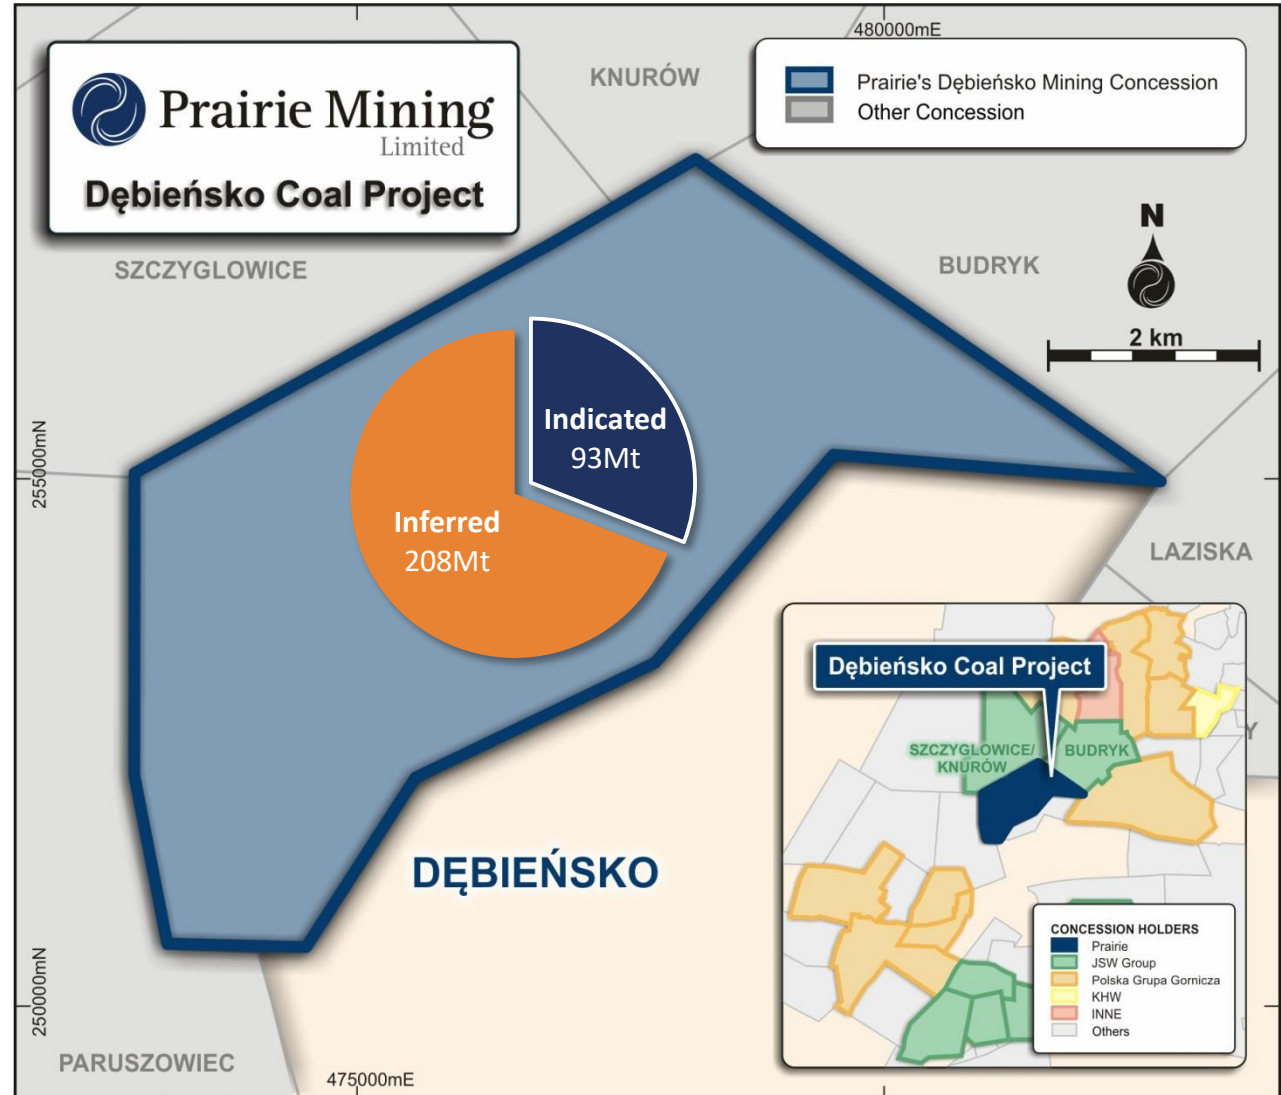 480000mE
KNURÓW
Prairie Mining
Limited
Dębieńsko Coal Project
Prairie's Dębieńsko Mining Concession
Other Concession
N
SZCZYGLOWICE
BUDRYK
2 km
Indicated
93Mt
255000mN
Inferred
208Mt
LAZISKA
Dębieńsko Coal Project
SZCZYGLOWICE/
KNURÓW
BUDRYK
Y
DĘBIEŃSKO
CONCESSION HOLDERS
Prairie
JSW Group
Polska Grupa Gornicza
KHW
INNE
Others
250000mN
PARUSZOWIEC
475000mE